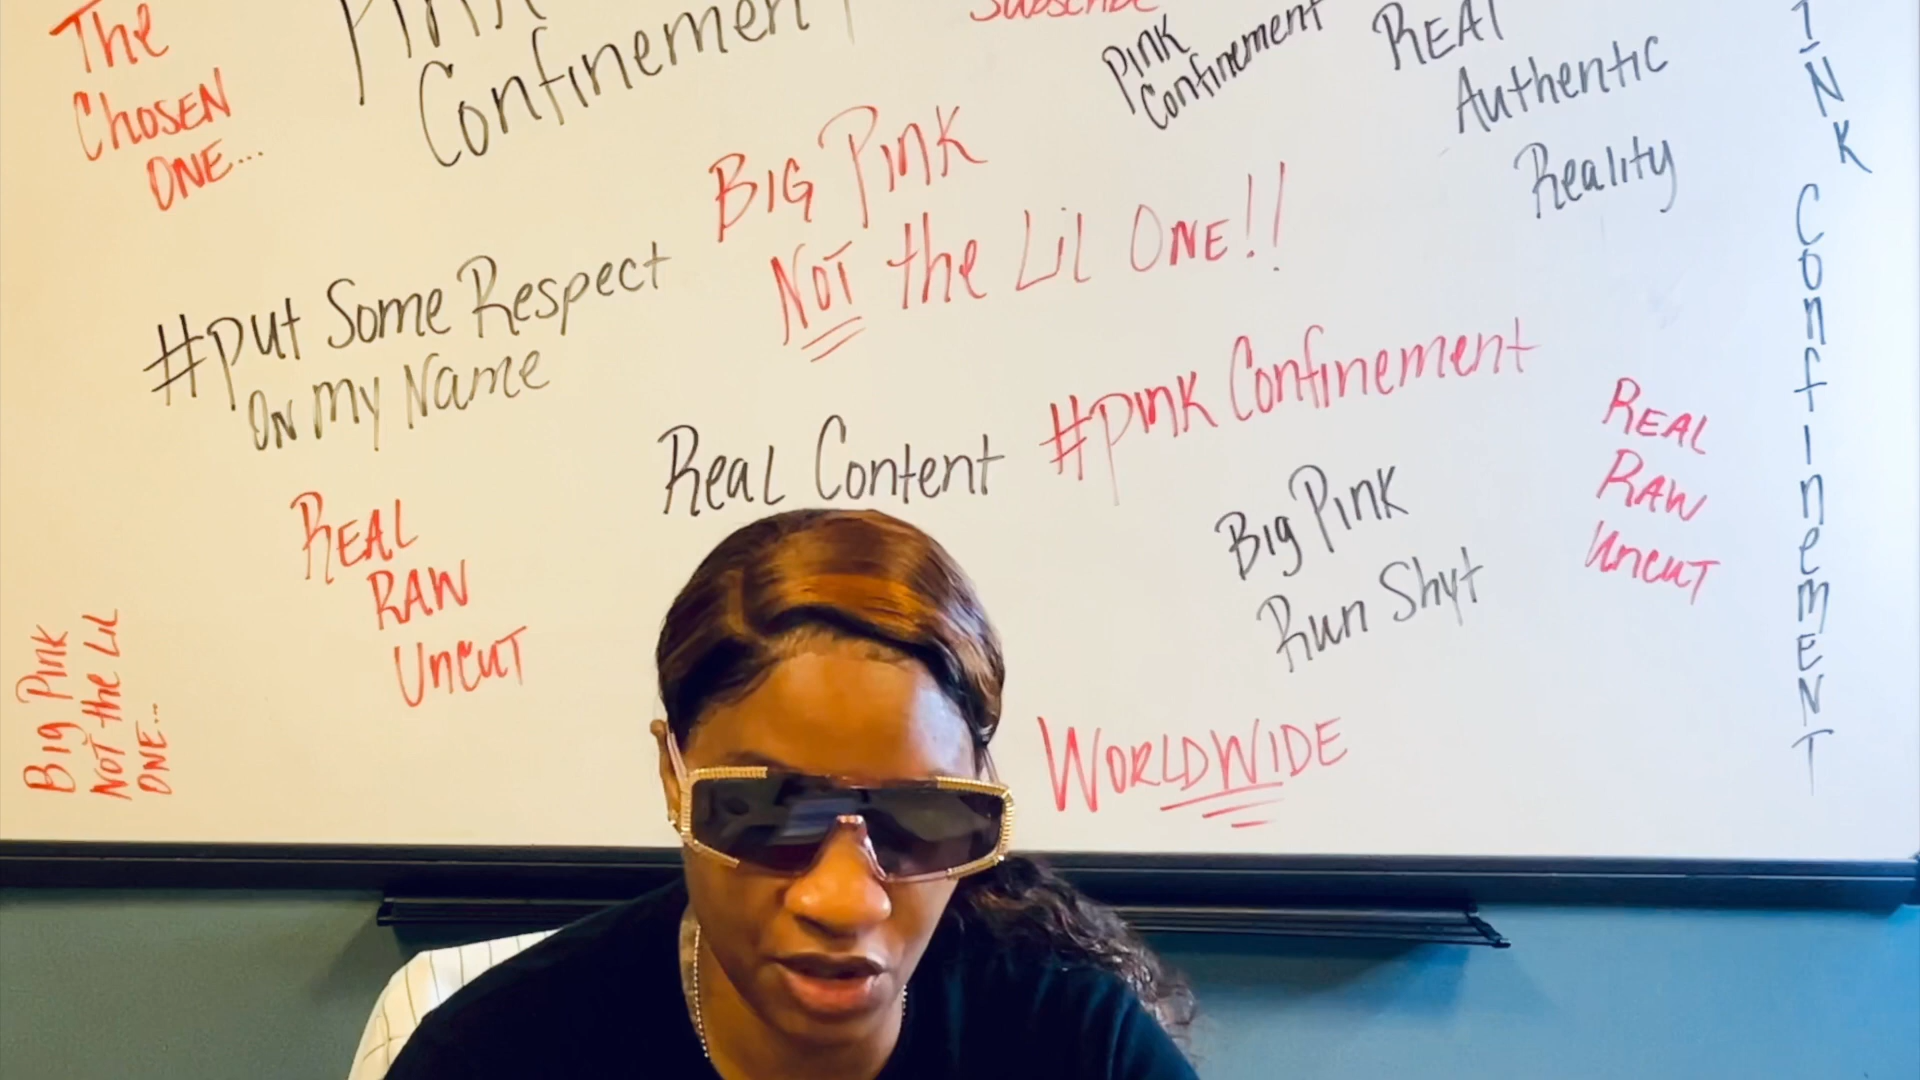 The
Chosen
One...
Pink
Confinement
Subscribe
Pink
Confinement
Real
Authentic
Reality
Big Pink
Not the Lil One!!
#Put Some Respect
On My Name
Real Content
#Pink Confinement
Real
Raw
Uncut
Big Pink
Run Shyt
Real
Raw
Uncut
Worldwide
Big Pink
Not the Lil
One...
I
N
K
C
o
n
f
I
n
e
m
E
N
T